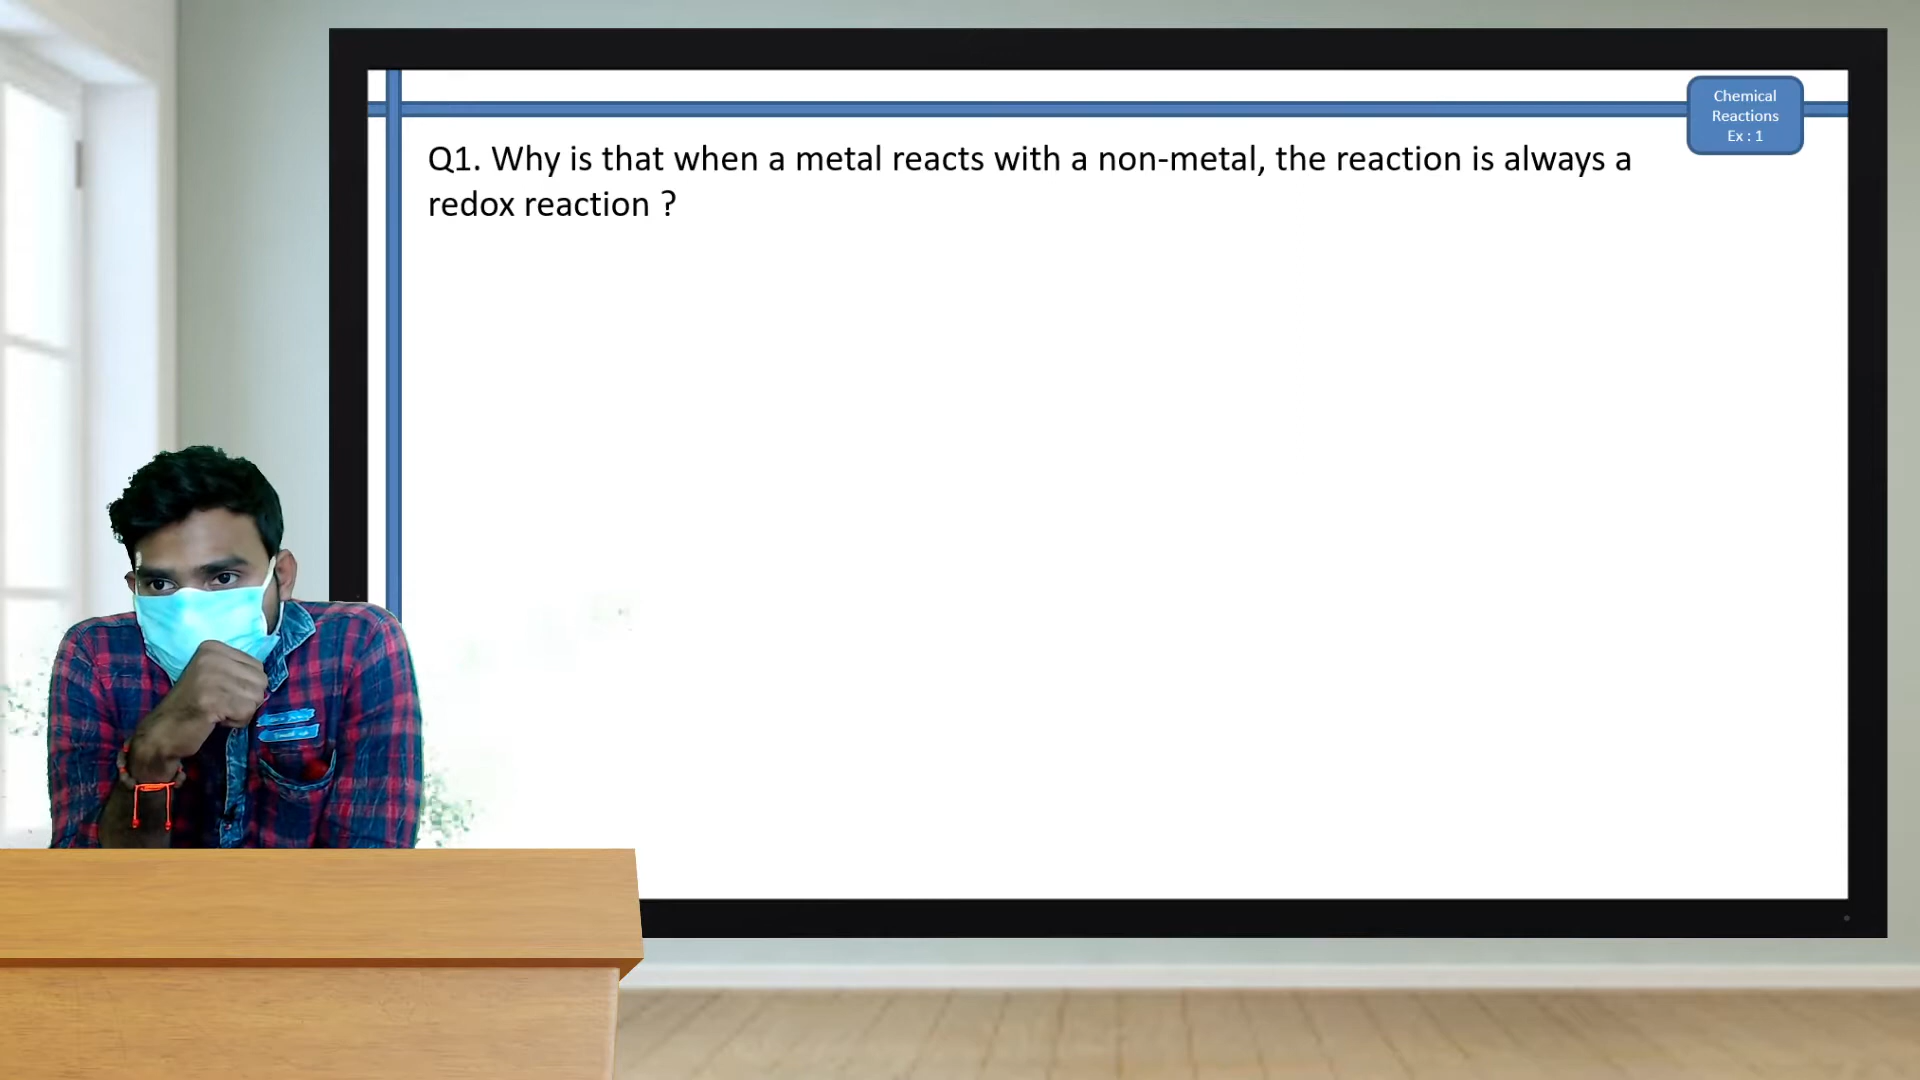 Chemical
Reactions
Ex : 1
Q1. Why is that when a metal reacts with a non-metal, the reaction is always a
redox reaction ?